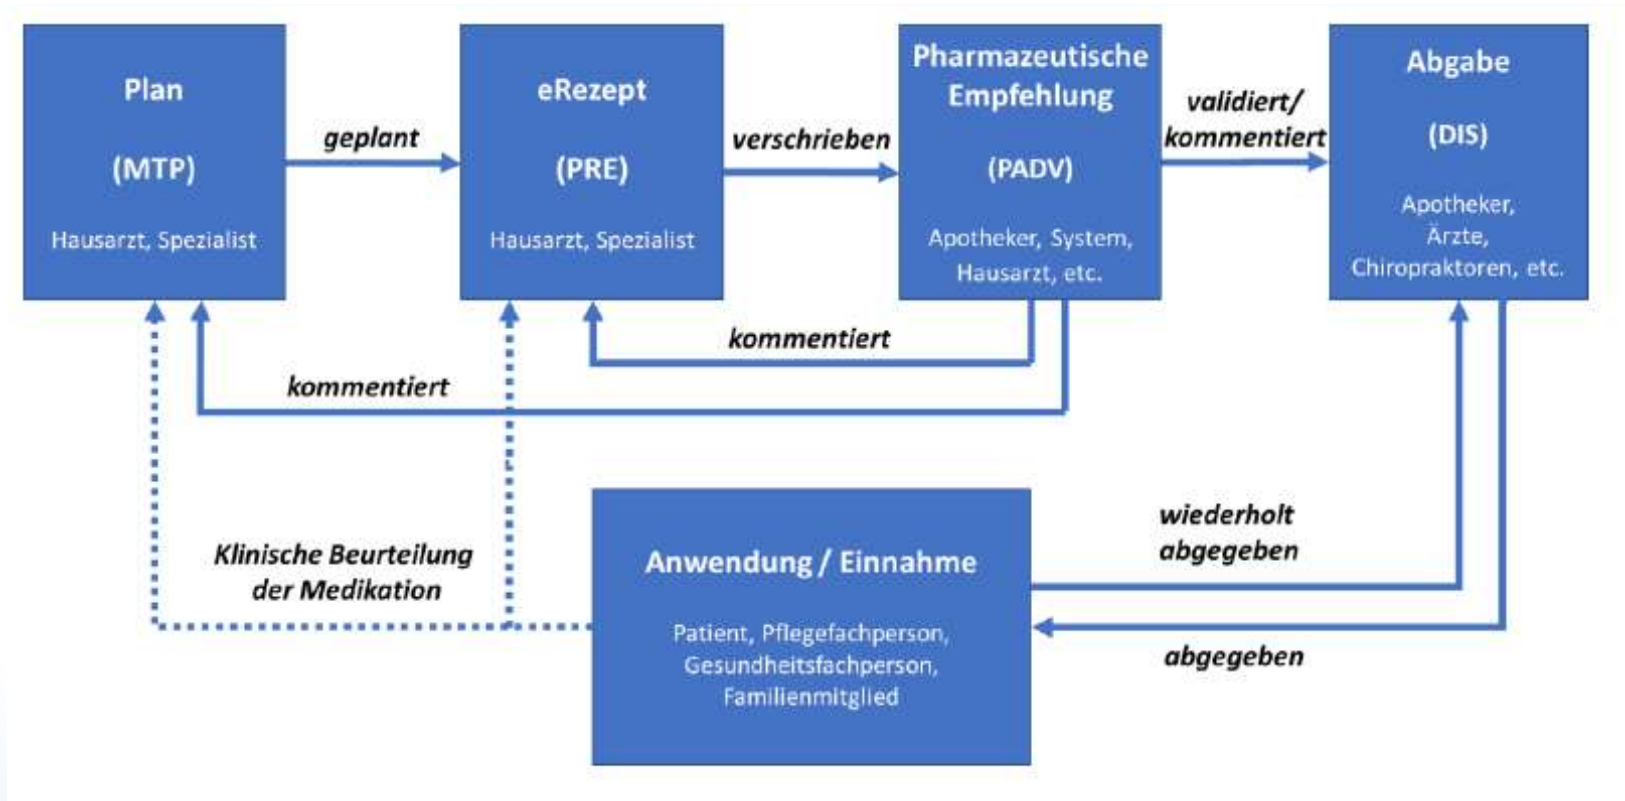 Plan
(MTP)
Hausarzt, Spezialist
geplant
eRezept
(PRE)
Hausarzt, Spezialist
verschrieben
Pharmazeutische
Empfehlung
(PADV)
Apotheker, System,
Hausarzt, etc.
validiert/
kommentiert
Abgabe
(DIS)
Apotheker,
Ärzte,
Chiropraktoren, etc.
kommentiert
kommentiert
Klinische Beurteilung
der Medikation
Anwendung / Einnahme
Patient, Pflegefachperson,
Gesundheitsfachperson,
Familienmitglied
wiederholt
abgegeben
abgegeben